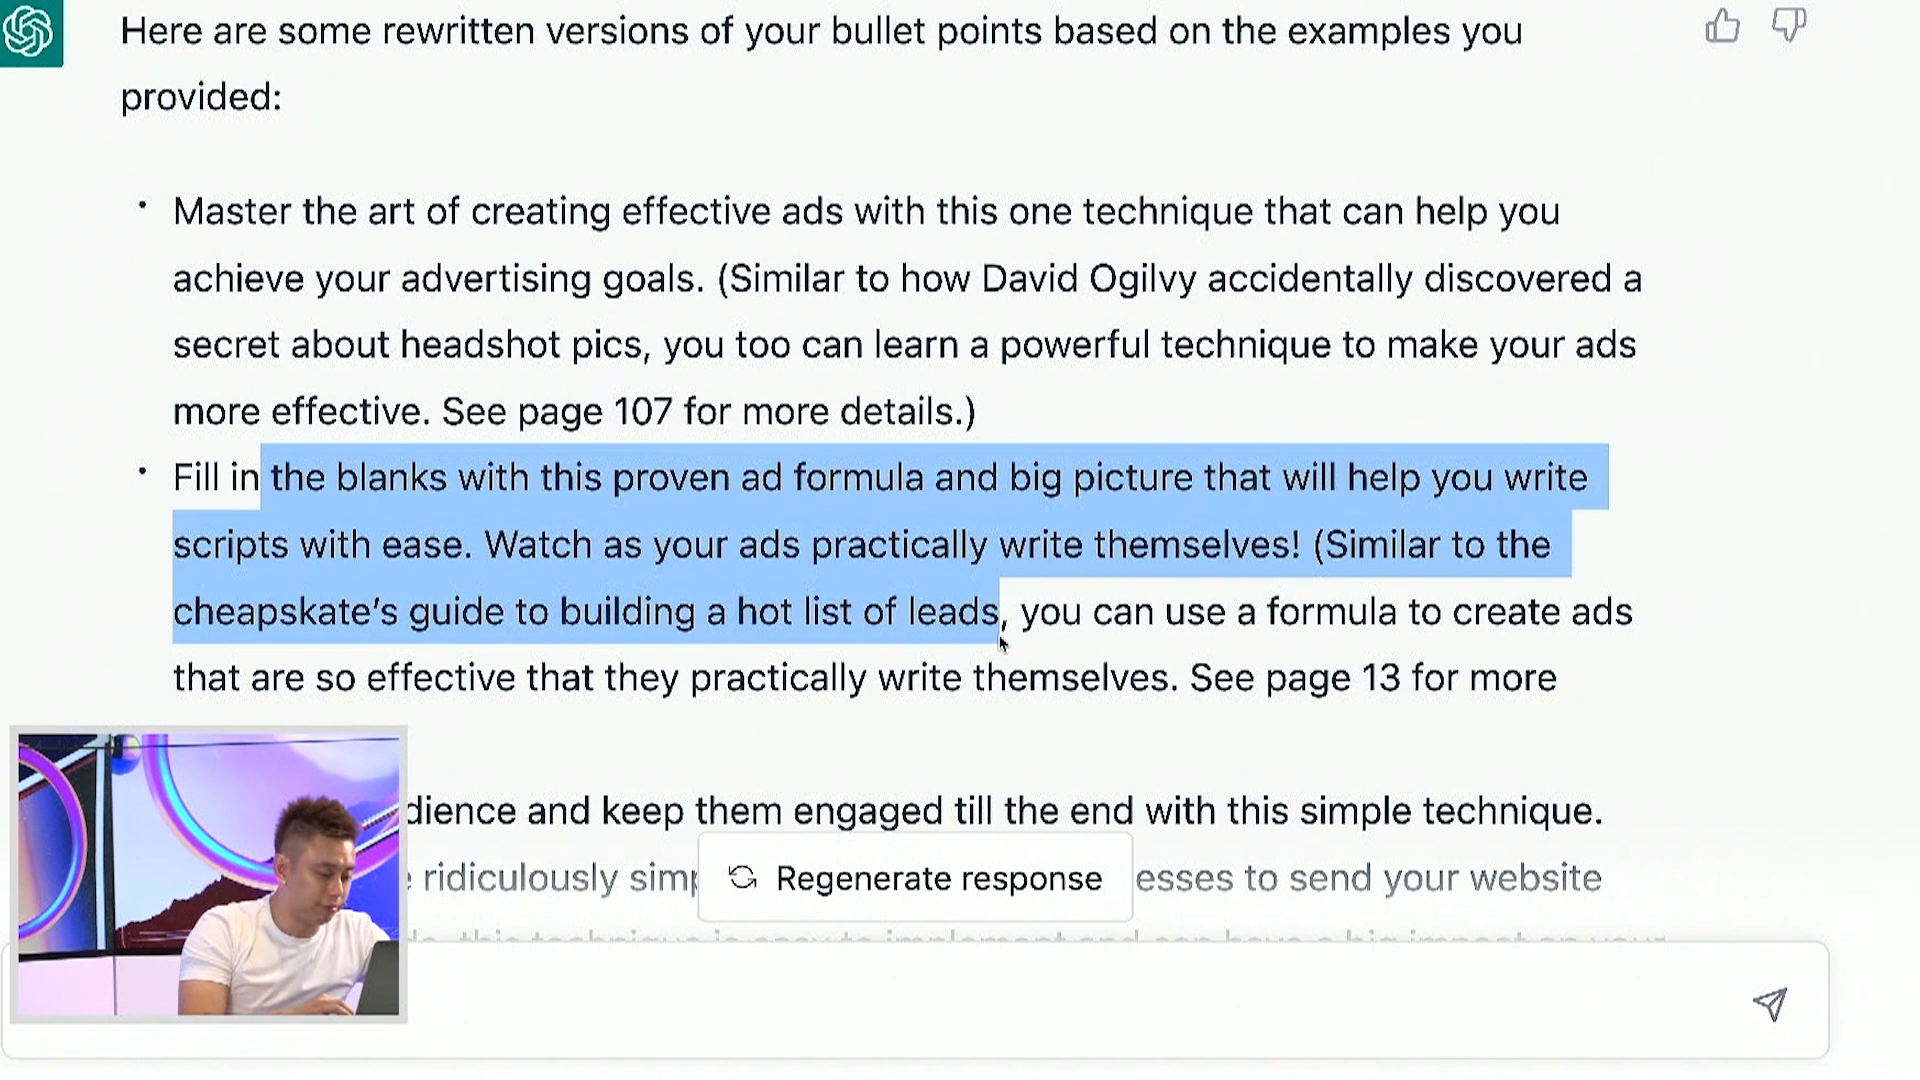 Here are some rewritten versions of your bullet points based on the examples you
provided:
Master the art of creating effective ads with this one technique that can help you
achieve your advertising goals. (Similar to how David Ogilvy accidentally discovered a
secret about headshot pics, you too can learn a powerful technique to make your ads
more effective. See page 107 for more details.)
Fill in the blanks with this proven ad formula and big picture that will help you write
scripts with ease. Watch as your ads practically write themselves! (Similar to the
cheapskate's guide to building a hot list of leads, you can use a formula to create ads
that are so effective that they practically write themselves. See page 13 for more
and keep them engaged till the end with this simple technique.
ridiculously to send your website
Regenerate response